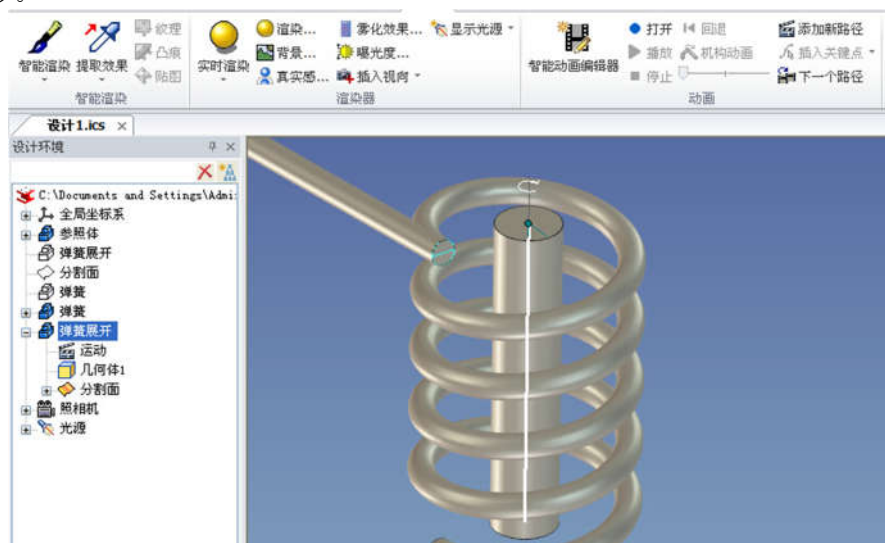 智能渲染 提取效果 纹理 凸痕 贴图
智能渲染
实时渲染 渲染... 背景... 真实感... 雾化效果... 曝光度... 插入视向 显示光源
渲染器
智能动画编辑器 打开 播放 停止 回退 机构动画 添加新路径 插入关键点 下一个路径
动画
设计1.ics ×
设计环境
C:\Documents and Settings\Admi
全局坐标系
参照体
弹簧展开
分割面
弹簧
弹簧
弹簧展开
运动
几何体1
分割面
照相机
光源